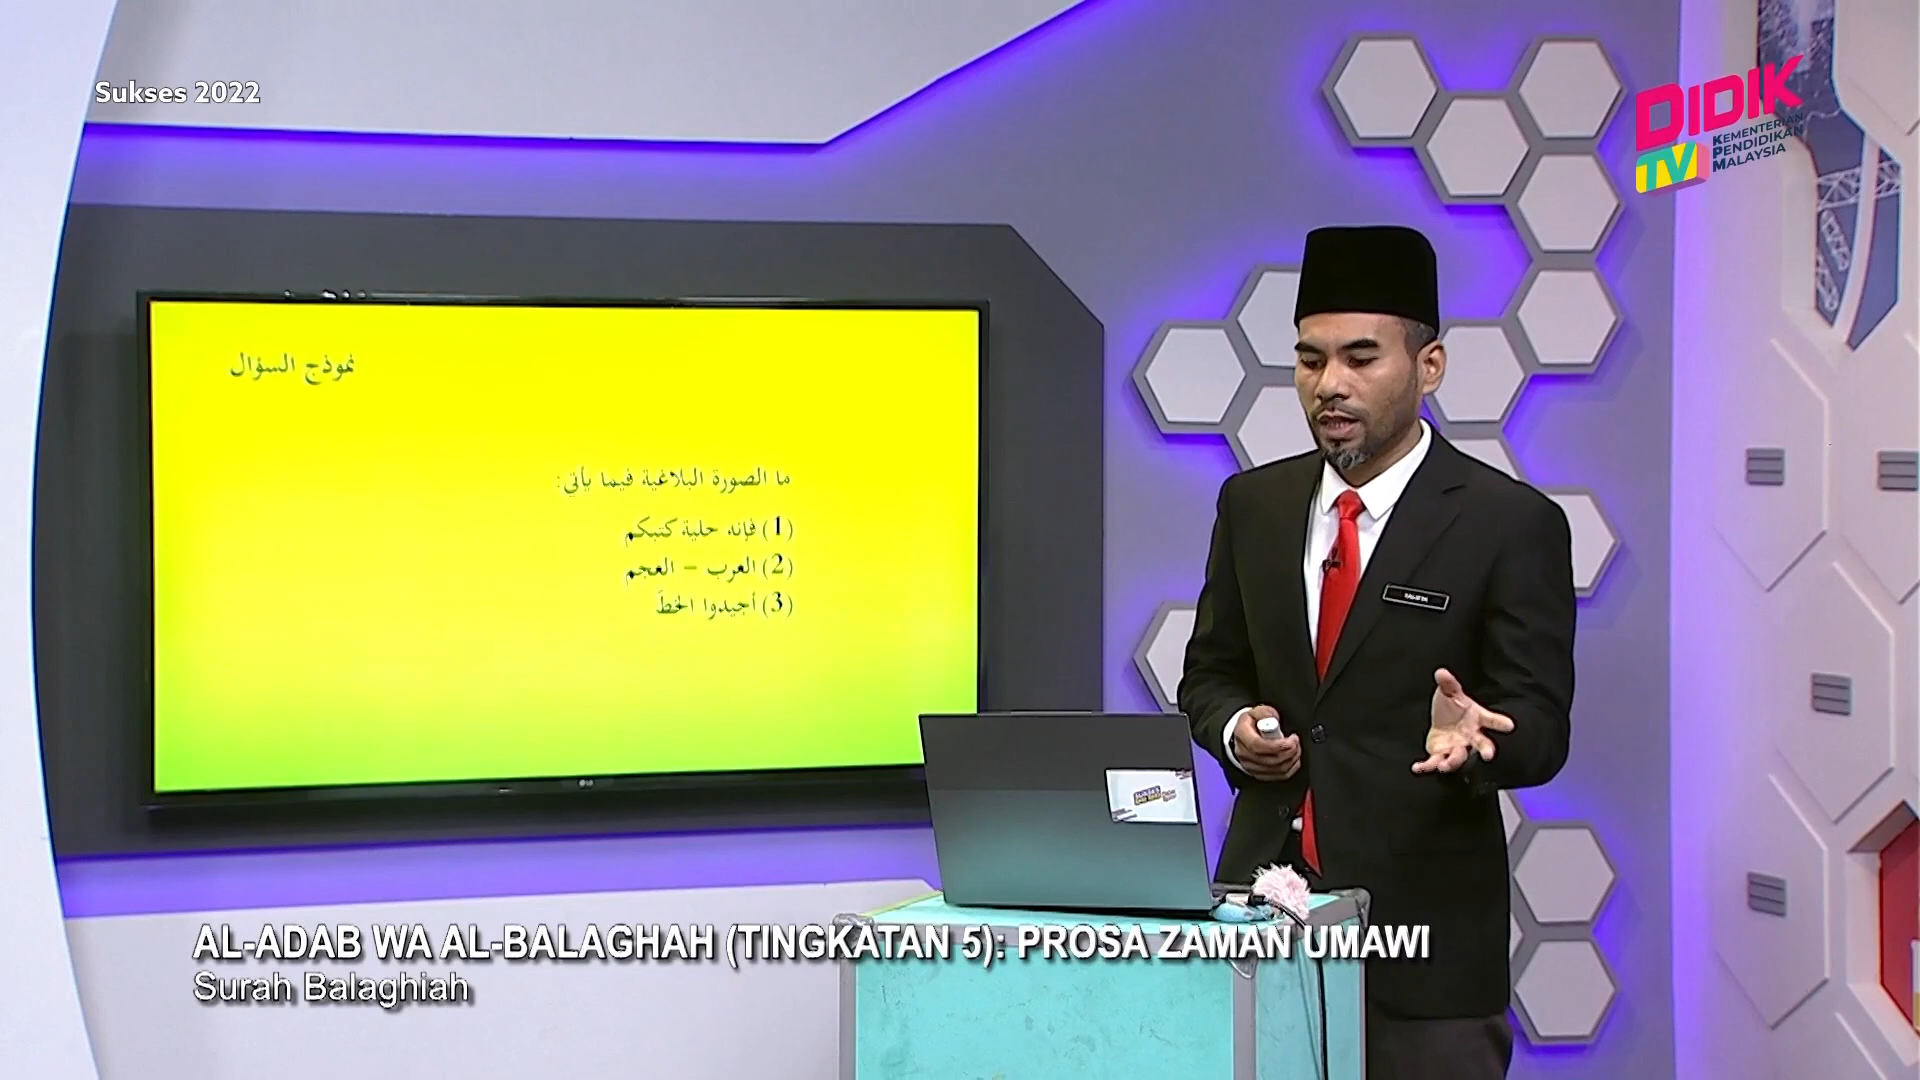 Sukses 2022
DIDIK
TV
KEMENTERIAN
PENDIDIKAN
MALAYSIA
نموذج السؤال
ما الصورة البلاغية فيما يأتي:
(1) فإنه حلية كتبكم
(2) العرب – العجم
(3) أجيدوا الخطّ
LG
AL-ADAB WA AL-BALAGHAH (TINGKATAN 5): PROSA ZAMAN UMAWI
Surah Balaghiah